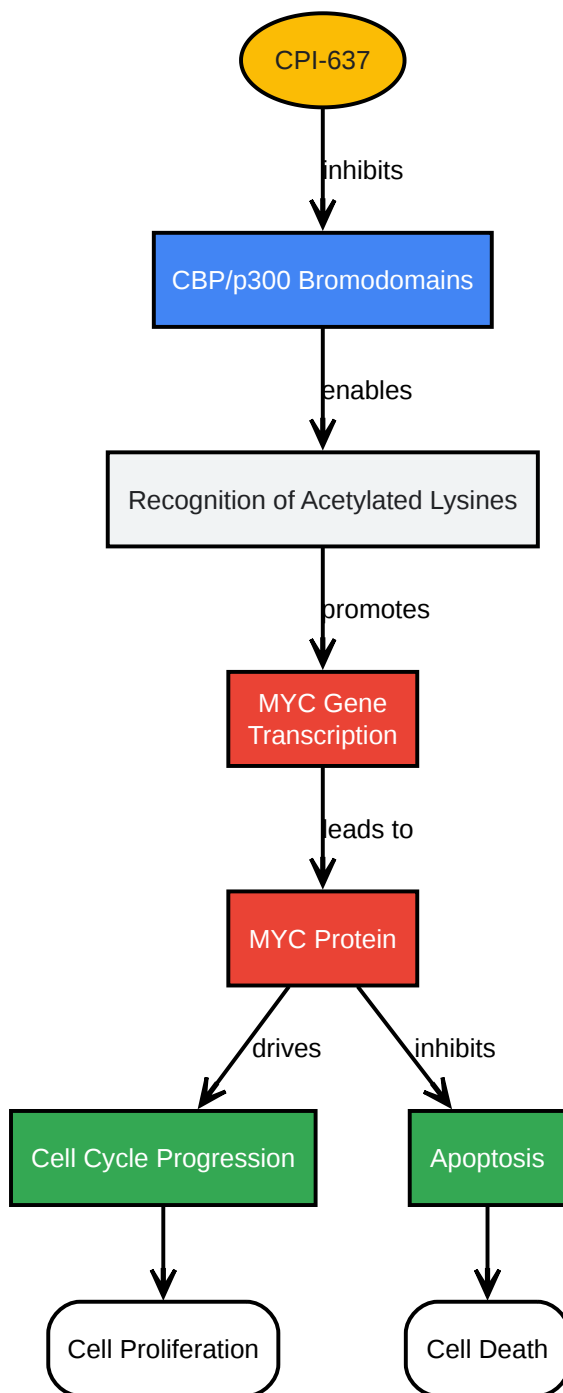 CPI-637
inhibits
CBP/p300 Bromodomains
enables
Recognition of Acetylated Lysines
promotes
MYC Gene
Transcription
leads to
MYC Protein
drives
inhibits
Cell Cycle Progression
Apoptosis
Cell Proliferation
Cell Death